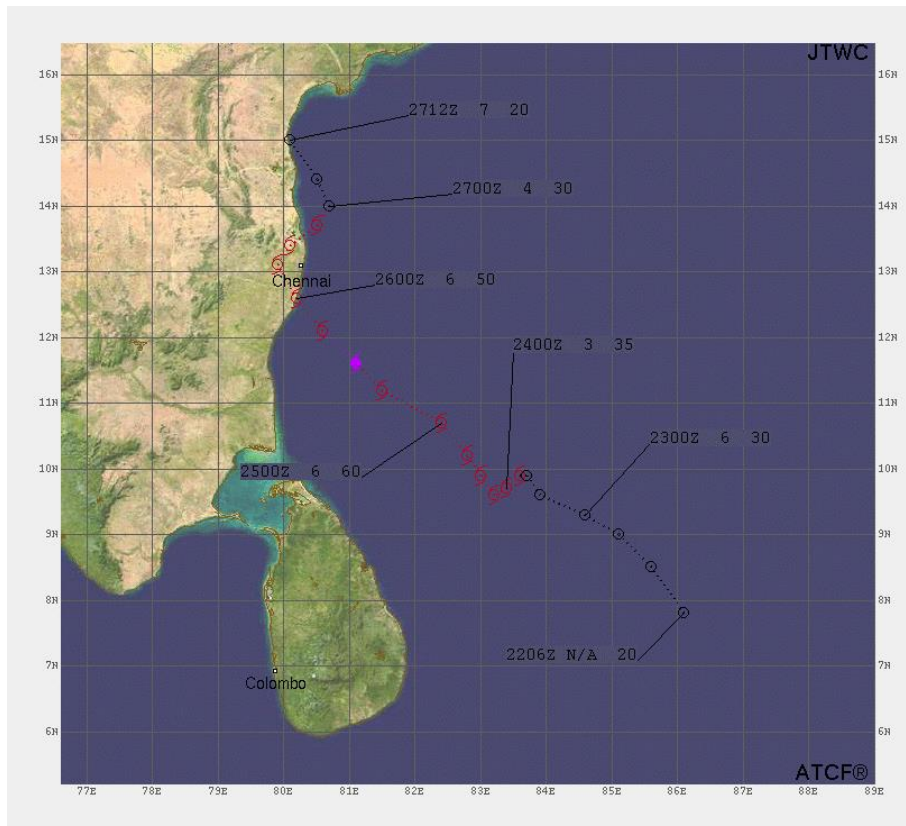 JTWC
16N 16N
2712Z 7 20
15N 15N
2700Z 4 30
14N 14N
13N 13N
Chennai
2600Z 6 50
12N 12N
2400Z 3 35
11N 11N
2300Z 6 30
10N 10N
2500Z 6 60
9N 9N
8N 8N
2206Z N/A 20
7N 7N
Colombo
6N 6N
ATCF®
77E 78E 79E 80E 81E 82E 83E 84E 85E 86E 87E 88E 89E